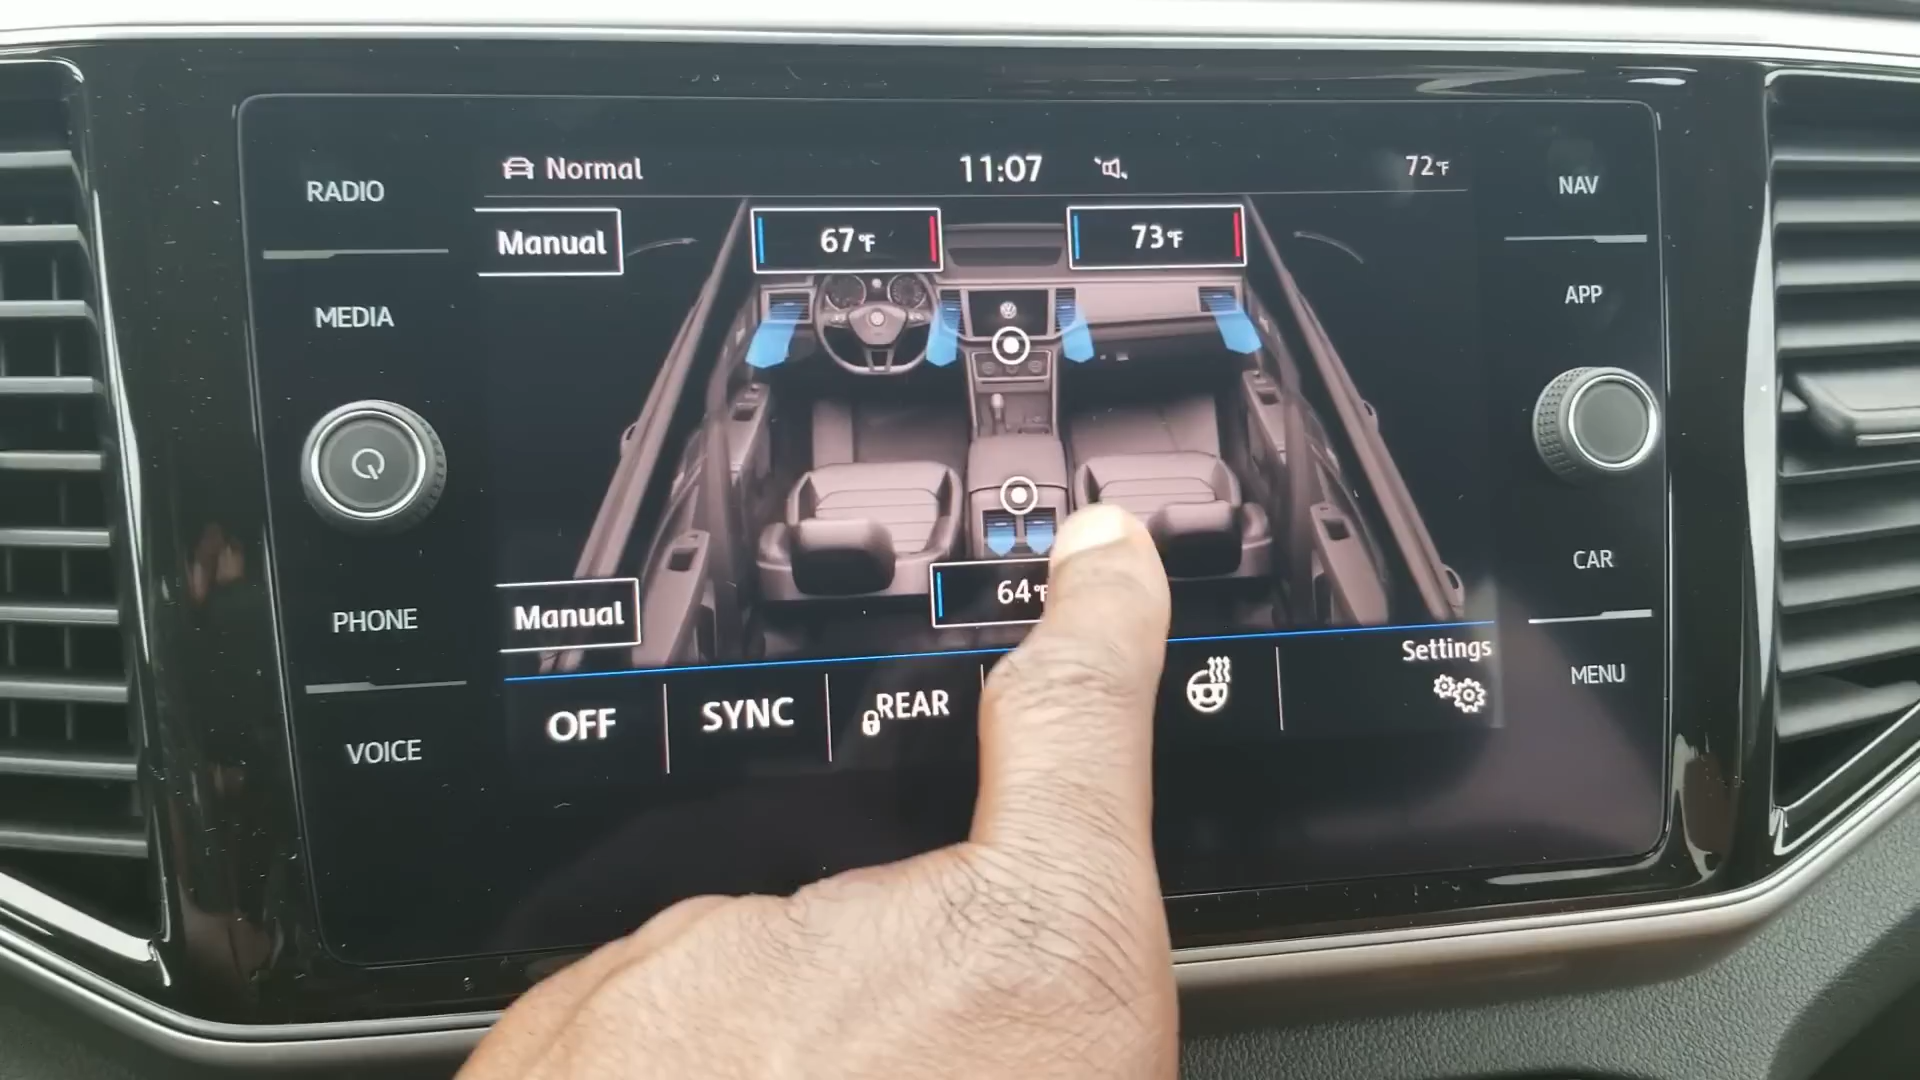 RADIO
MEDIA
PHONE
VOICE
Normal
11:07
72°F
Manual
67°F
73°F
Manual
64°F
OFF
SYNC
REAR
Settings
NAV
APP
CAR
MENU